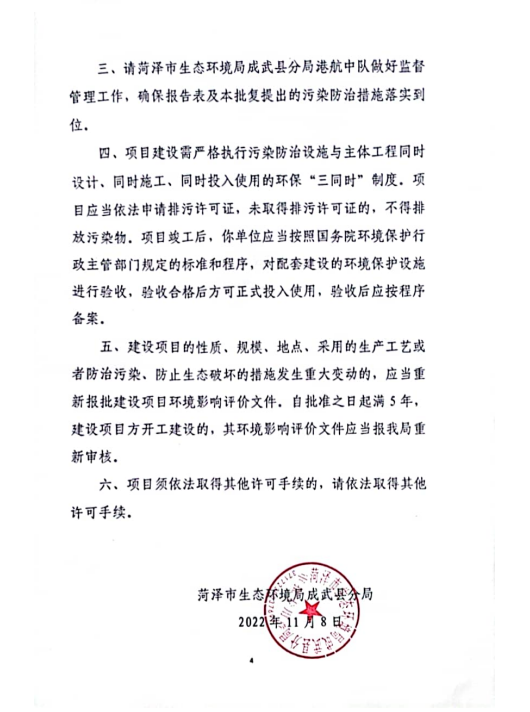 三、请菏泽市生态环境局成武县分局港航中队做好监督
管理工作，确保报告表及本批复提出的污染防治措施落实到
位。
四、项目建设需严格执行污染防治设施与主体工程同时
设计、同时施工、同时投入使用的环保“三同时”制度。项
目应当依法申请排污许可证，未取得排污许可证的，不得排
放污染物。项目竣工后，你单位应当按照国务院环境保护行
政主管部门规定的标准和程序，对配套建设的环境保护设施
进行验收，验收合格后方可正式投入使用，验收后应按程序
备案。
五、建设项目的性质、规模、地点、采用的生产工艺或
者防治污染、防止生态破坏的措施发生重大变动的，应当重
新报批建设项目环境影响评价文件。自批准之日起满 5 年，
建设项目方开工建设的，其环境影响评价文件应当报我局重
新审核。
六、项目须依法取得其他许可手续的，请依法取得其他
许可手续。
菏泽市生态环境局成武县分局
2022 年 11 月 8 日
4